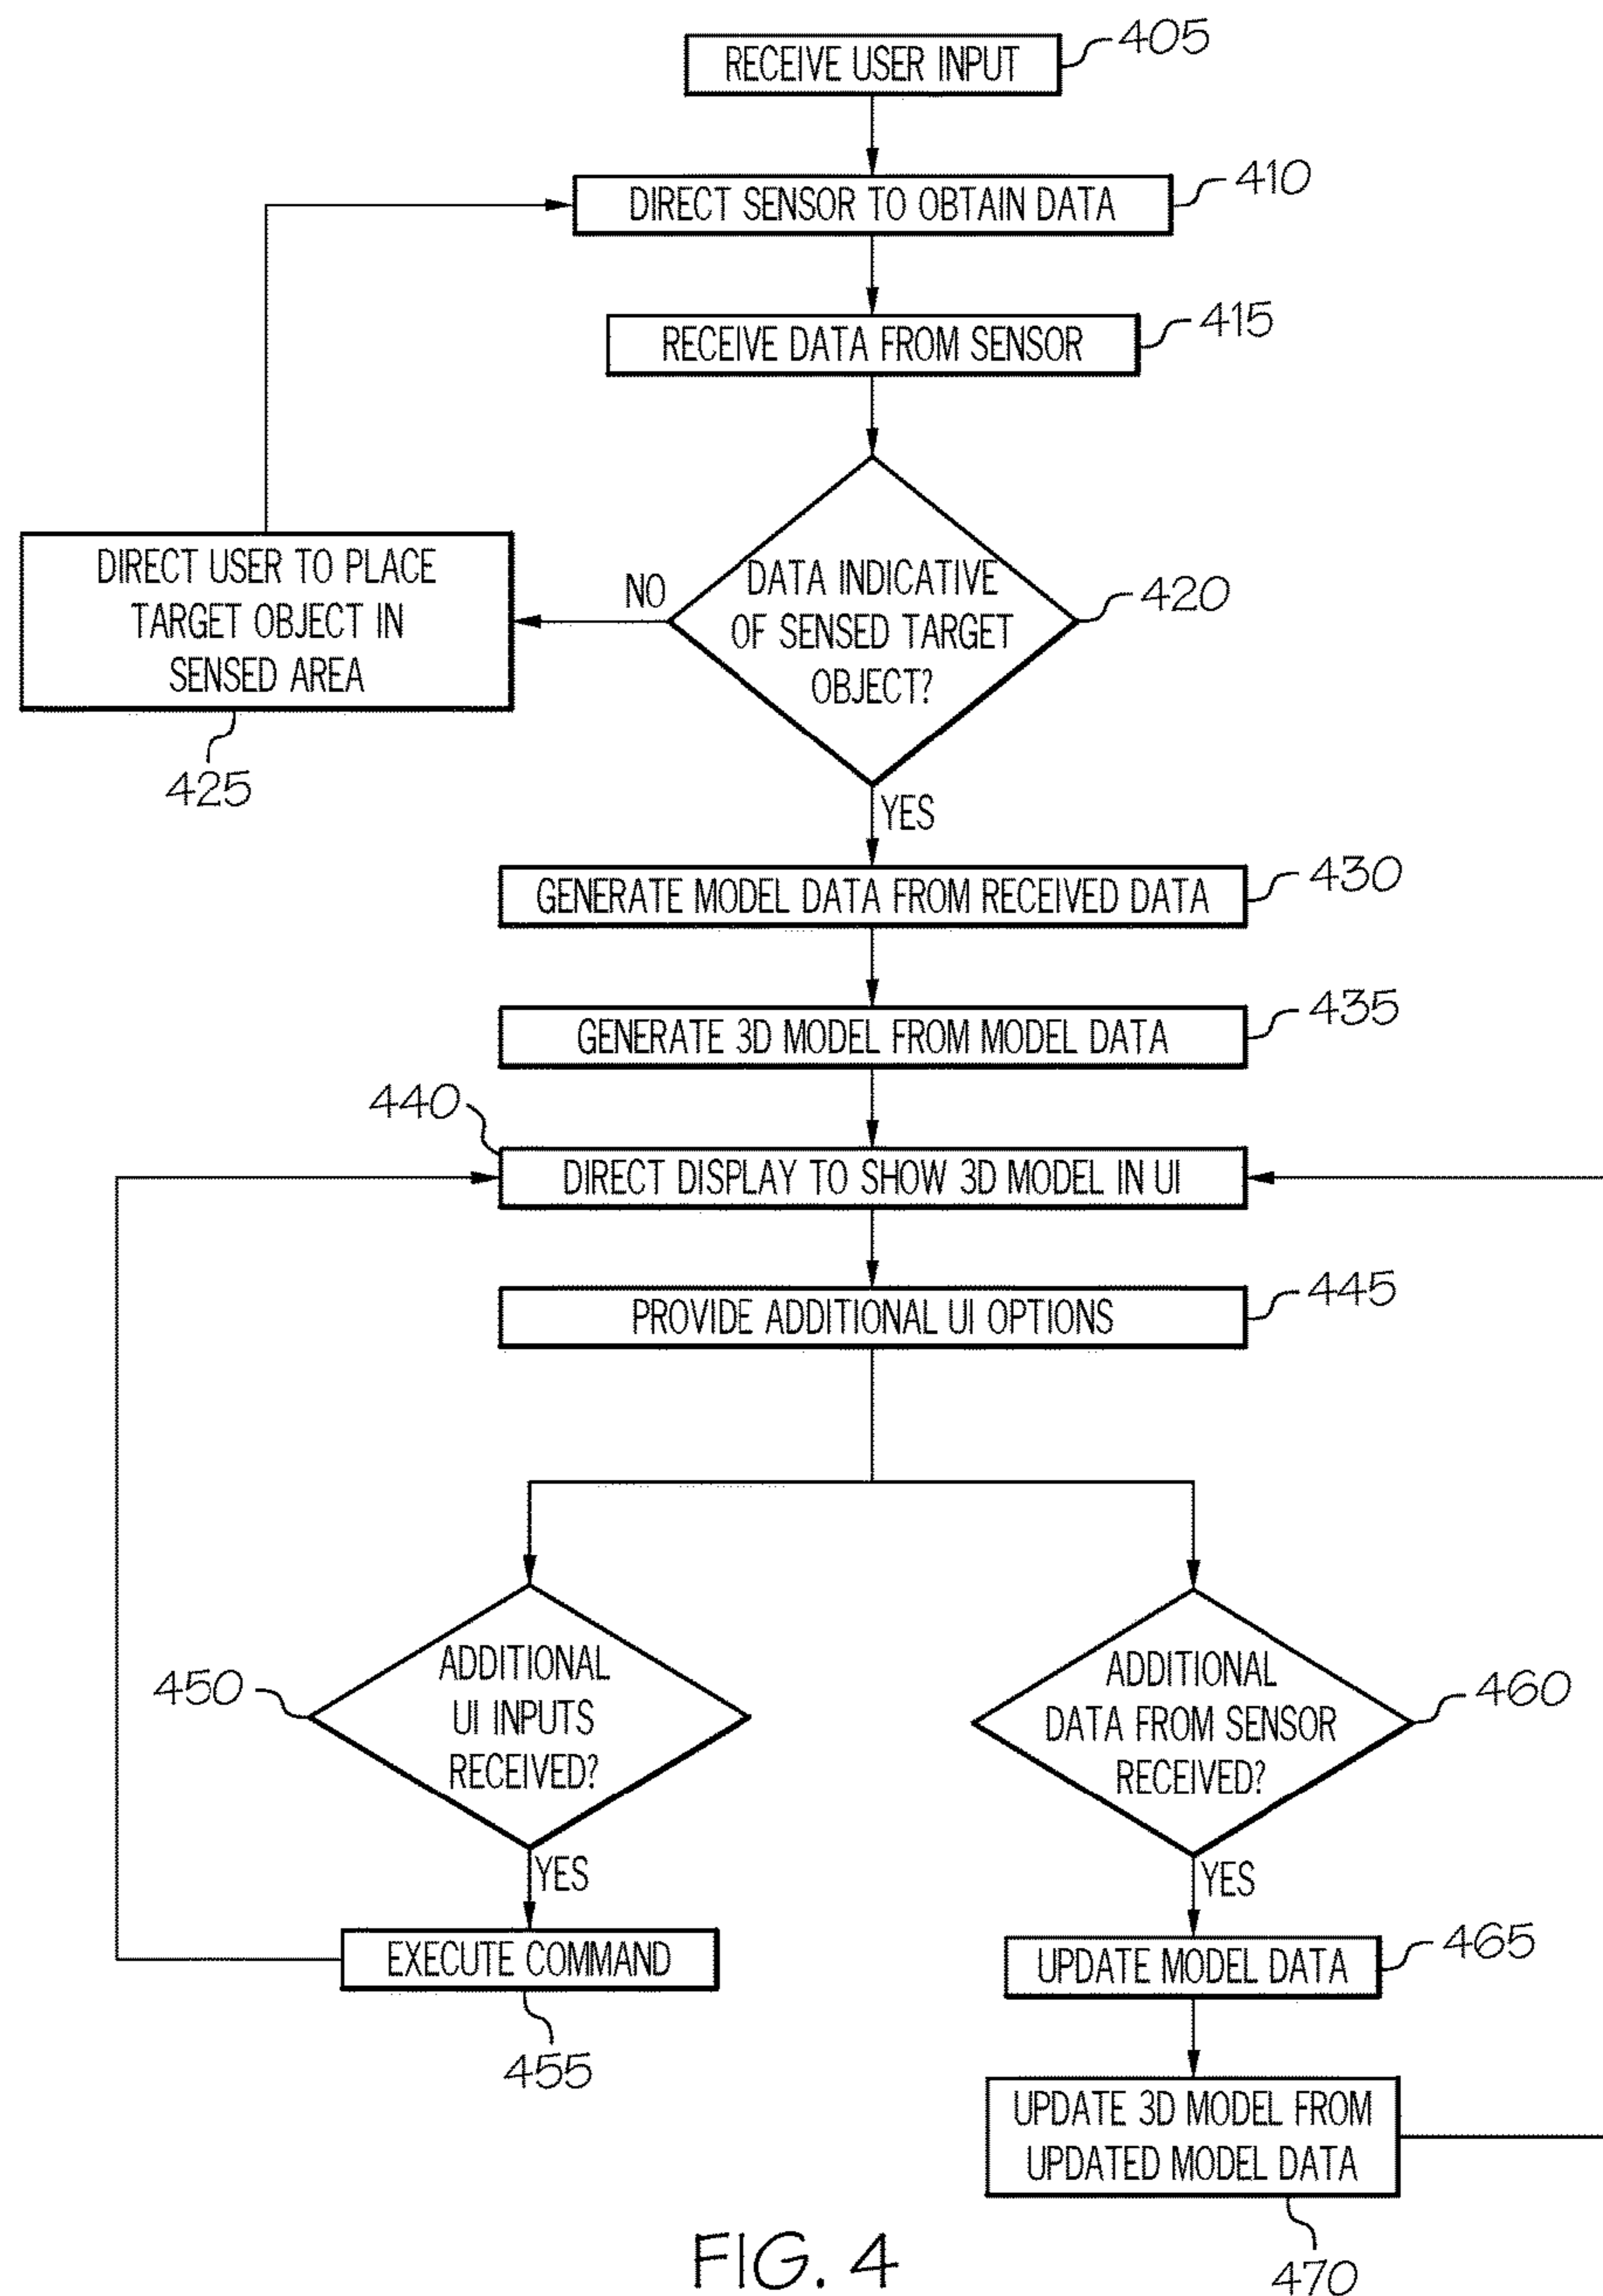 RECEIVE USER INPUT
405
DIRECT SENSOR TO OBTAIN DATA
410
RECEIVE DATA FROM SENSOR
415
DATA INDICATIVE
OF SENSED TARGET
OBJECT?
420
NO
DIRECT USER TO PLACE
TARGET OBJECT IN
SENSED AREA
425
YES
GENERATE MODEL DATA FROM RECEIVED DATA
430
GENERATE 3D MODEL FROM MODEL DATA
435
440
DIRECT DISPLAY TO SHOW 3D MODEL IN UI
PROVIDE ADDITIONAL UI OPTIONS
445
450
ADDITIONAL
UI INPUTS
RECEIVED?
YES
EXECUTE COMMAND
455
ADDITIONAL
DATA FROM SENSOR
RECEIVED?
460
YES
UPDATE MODEL DATA
465
UPDATE 3D MODEL FROM
UPDATED MODEL DATA
470
FIG. 4